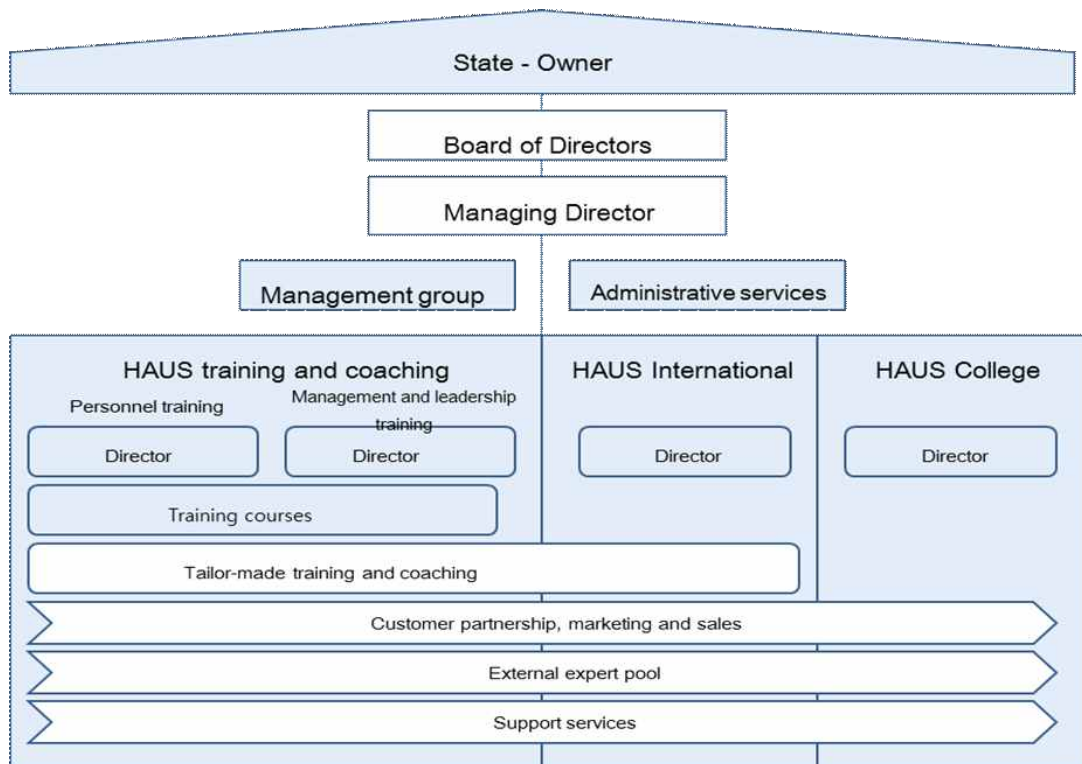 State - Owner
Board of Directors
Managing Director
Management group
Administrative services
HAUS training and coaching
HAUS International
HAUS College
Personnel training
Management and leadership
training
Director
Director
Director
Director
Training courses
Tailor-made training and coaching
Customer partnership, marketing and sales
External expert pool
Support services